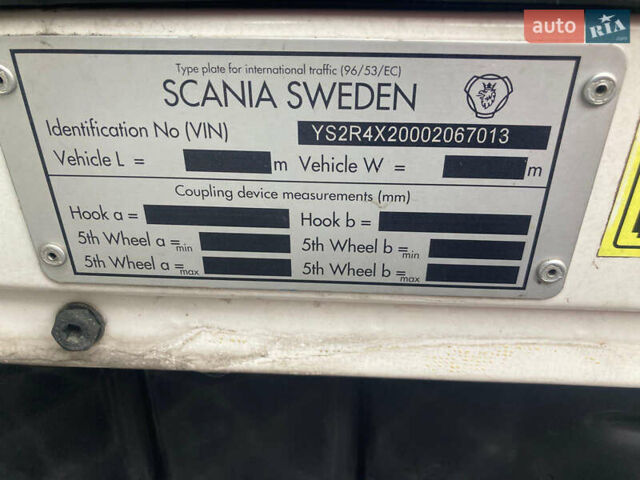 auto RIA.com
Type plate for international traffic (96/53/EC)
SCANIA SWEDEN
Identification No (VIN) YS2R4X20002067013
Vehicle L = m Vehicle W = m
Coupling device measurements (mm)
Hook a = Hook b =
5th Wheel a =min 5th Wheel b =min
5th Wheel a =max 5th Wheel b =max